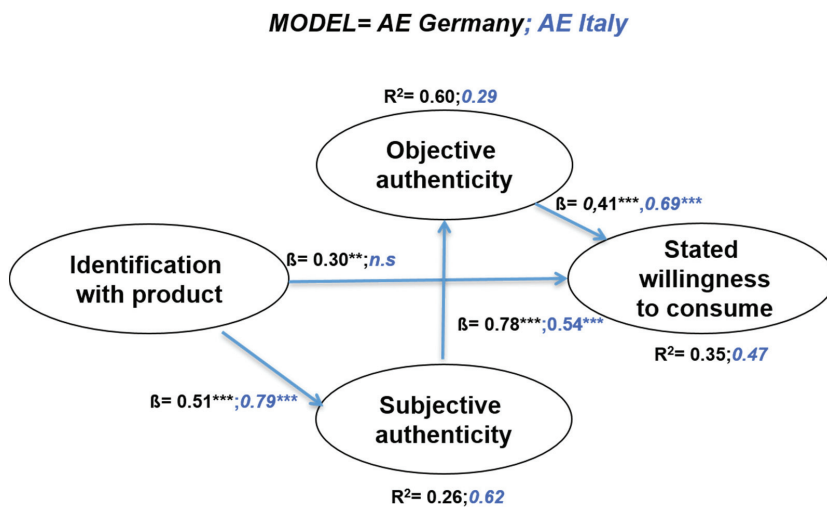 MODEL= AE Germany; AE Italy
R²= 0.60;0.29
Objective
authenticity
ß= 0,41***,0.69***
Identification
with product
ß= 0.30**;n.s
Stated
willingness
to consume
ß= 0.78***;0.54***
R²= 0.35;0.47
ß= 0.51***;0.79***
Subjective
authenticity
R²= 0.26;0.62